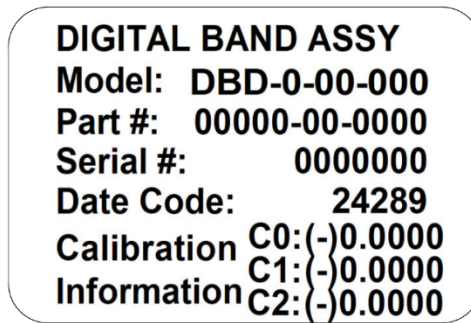 DIGITAL BAND ASSY
Model: DBD-0-00-000
Part #: 00000-00-0000
Serial #: 0000000
Date Code: 24289
Calibration Information
C0:(-)0.0000
C1:(-)0.0000
C2:(-)0.0000